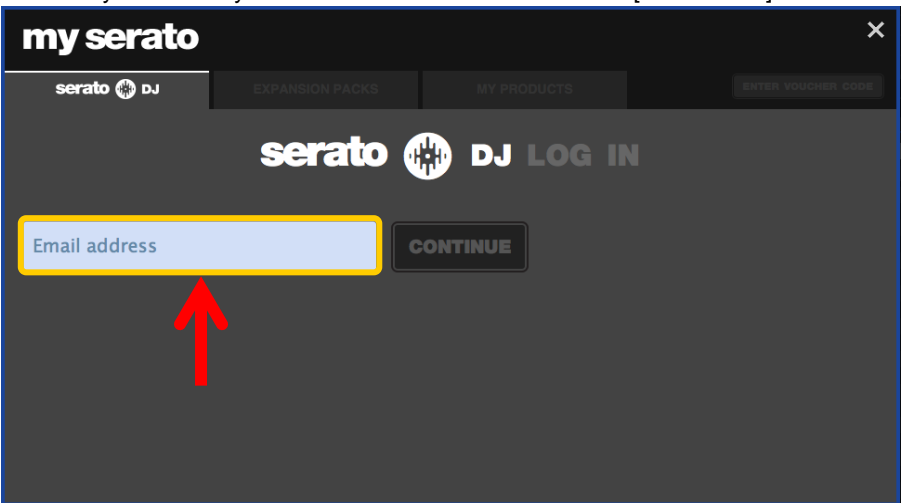 my serato
×
serato DJ EXPANSION PACKS MY PRODUCTS ENTER VOUCHER CODE
serato DJ LOG IN
Email address CONTINUE